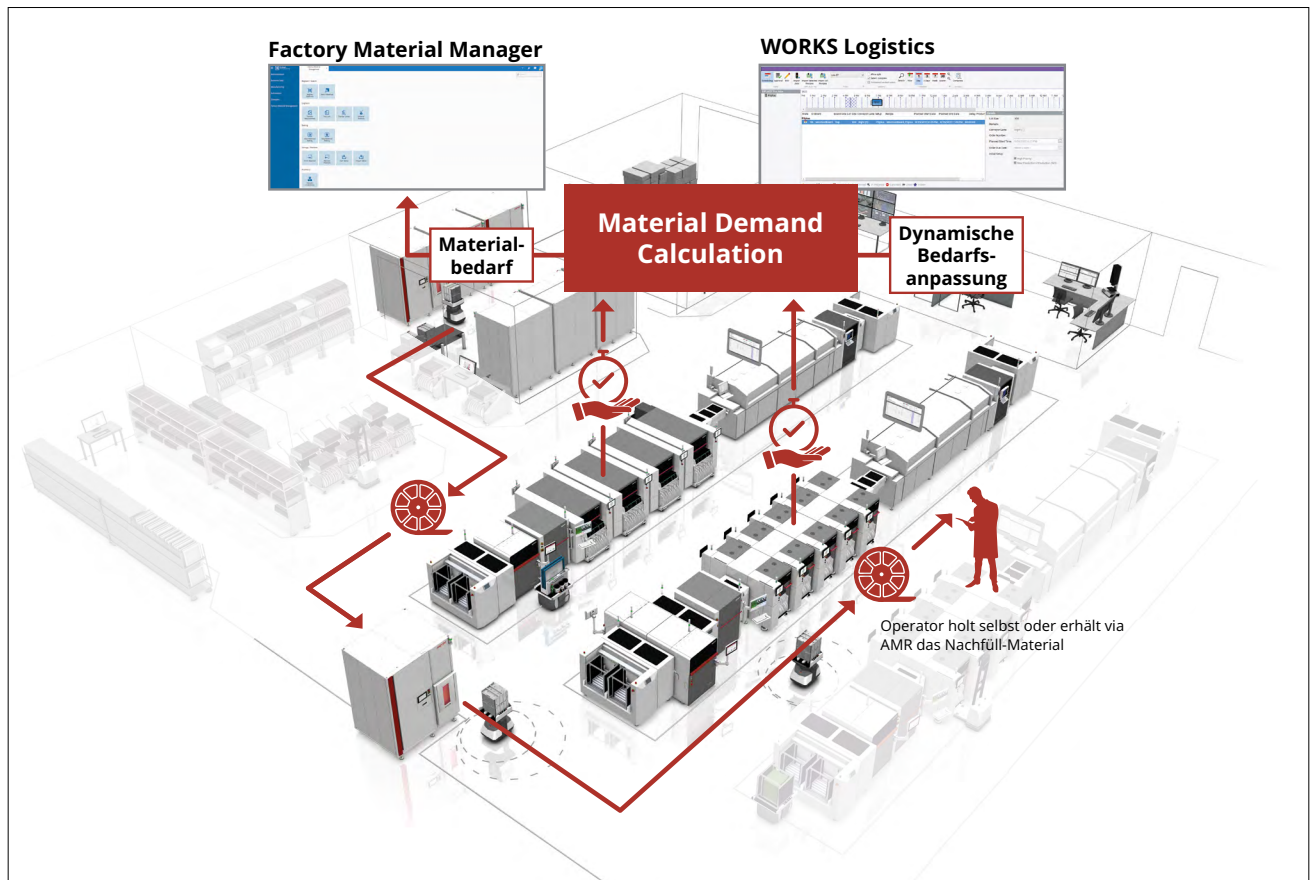 Factory Material Manager
WORKS Logistics
Material Demand
Calculation
Material-
bedarf
Dynamische
Bedarfs-
anpassung
Operator holt selbst oder erhält via
AMR das Nachfüll-Material